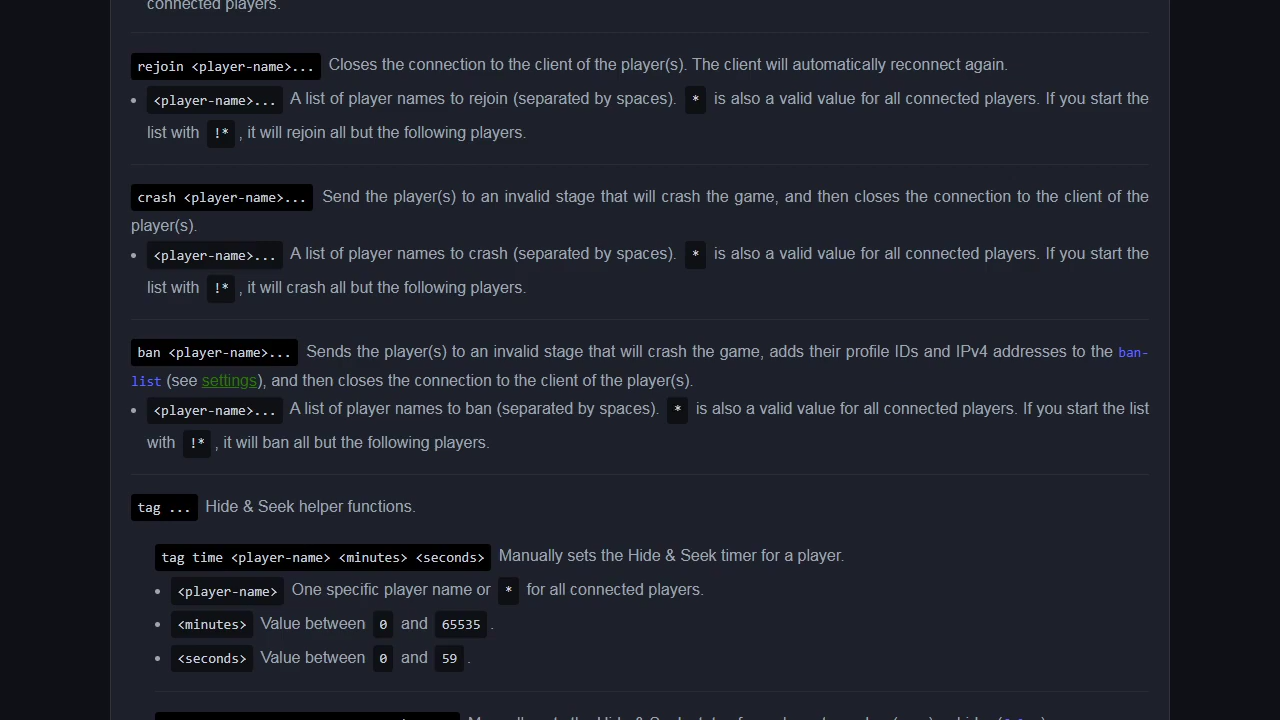 connected players.
rejoin <player-name>... Closes the connection to the client of the player(s). The client will automatically reconnect again.
• <player-name>... A list of player names to rejoin (separated by spaces). * is also a valid value for all connected players. If you start the
list with !* , it will rejoin all but the following players.
crash <player-name>... Send the player(s) to an invalid stage that will crash the game, and then closes the connection to the client of the
player(s).
• <player-name>... A list of player names to crash (separated by spaces). * is also a valid value for all connected players. If you start the
list with !* , it will crash all but the following players.
ban <player-name>... Sends the player(s) to an invalid stage that will crash the game, adds their profile IDs and IPv4 addresses to the ban-
list (see settings), and then closes the connection to the client of the player(s).
• <player-name>... A list of player names to ban (separated by spaces). * is also a valid value for all connected players. If you start the list
with !* , it will ban all but the following players.
tag ... Hide & Seek helper functions.
tag time <player-name> <minutes> <seconds> Manually sets the Hide & Seek timer for a player.
• <player-name> One specific player name or * for all connected players.
• <minutes> Value between 0 and 65535 .
• <seconds> Value between 0 and 59 .